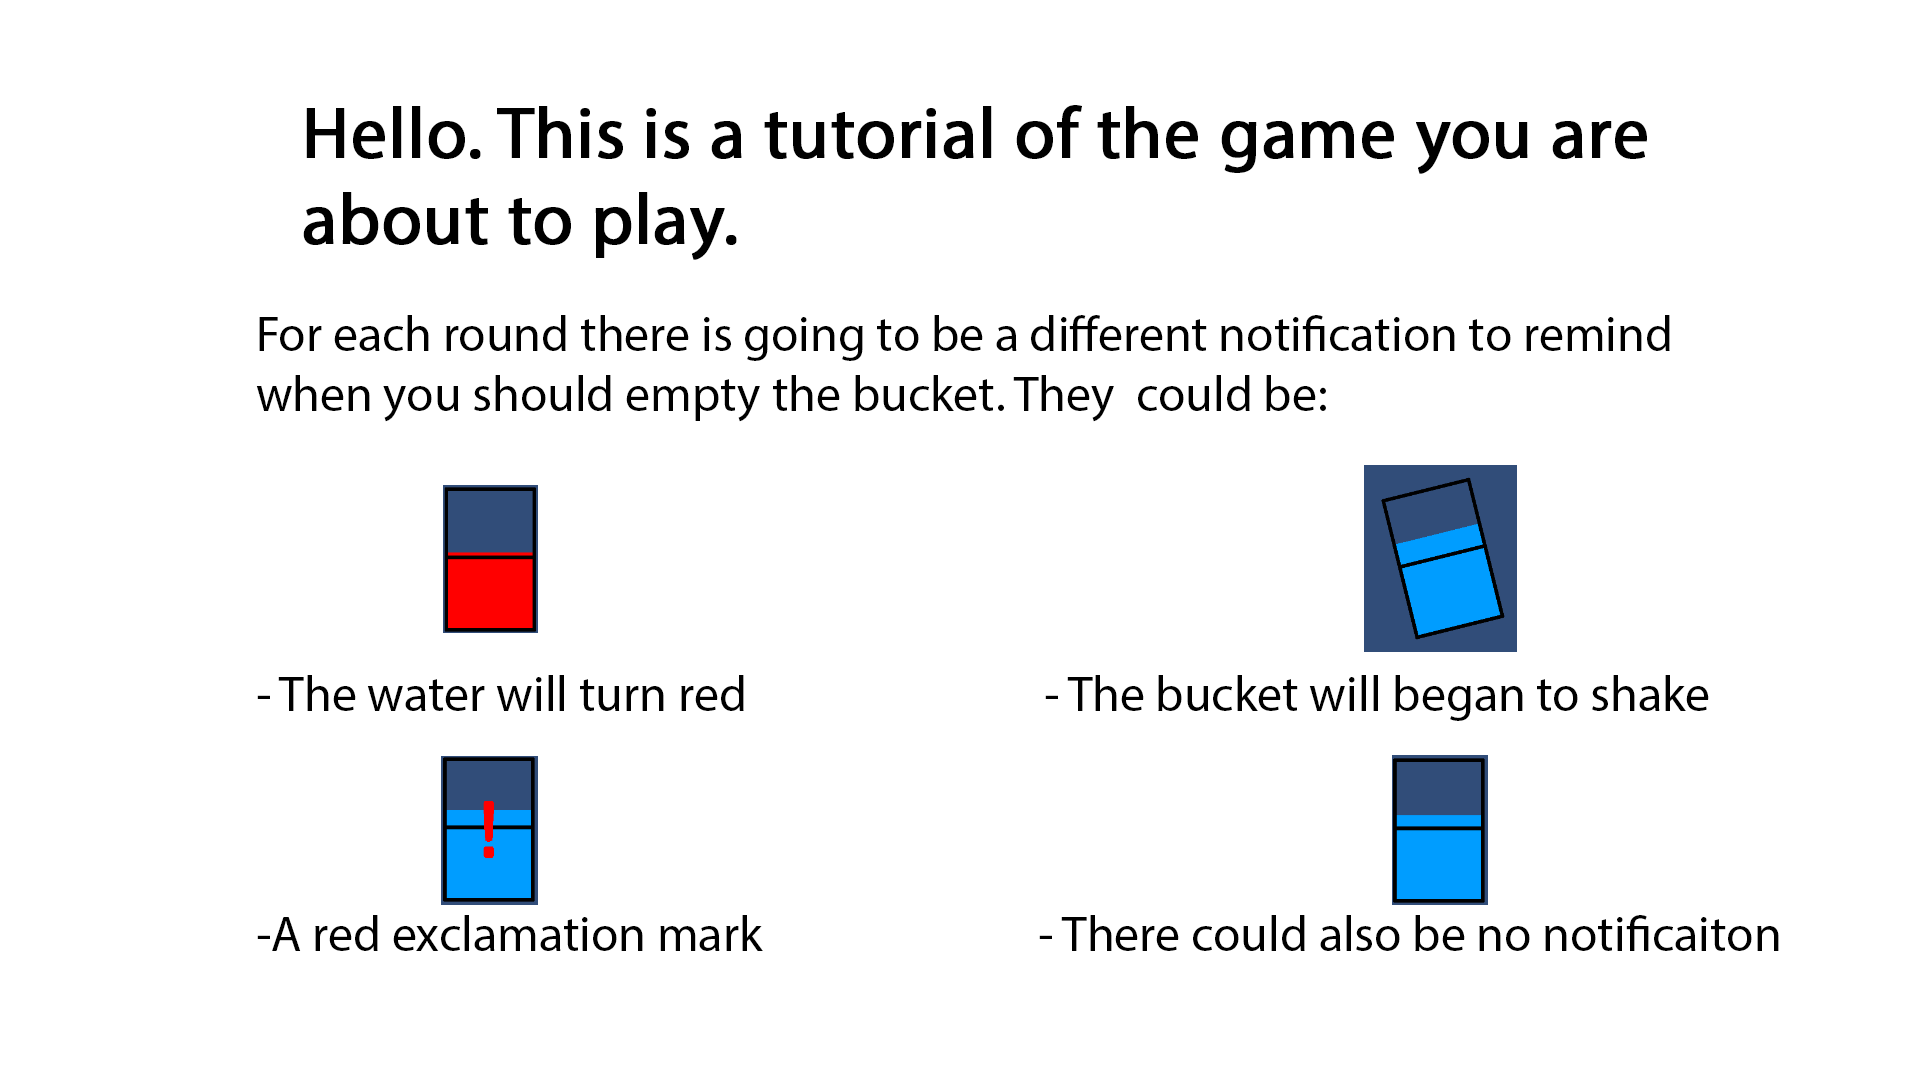 Hello. This is a tutorial of the game you are
about to play.
For each round there is going to be a different notification to remind
when you should empty the bucket. They  could be:
- The water will turn red
- The bucket will began to shake
!
-A red exclamation mark
- There could also be no notificaiton